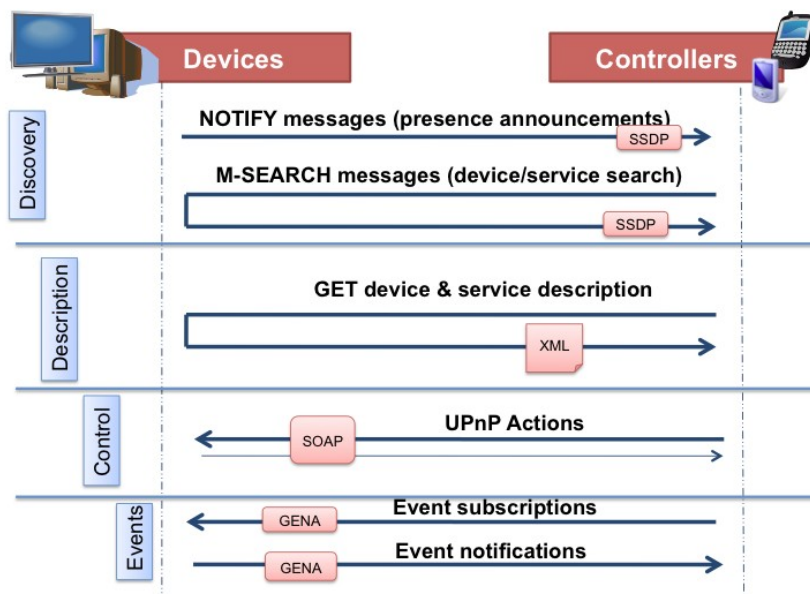 Devices
Controllers
Discovery
NOTIFY messages (presence announcements)
SSDP
M-SEARCH messages (device/service search)
SSDP
Description
GET device & service description
XML
Control
UPnP Actions
SOAP
Events
Event subscriptions
GENA
Event notifications
GENA